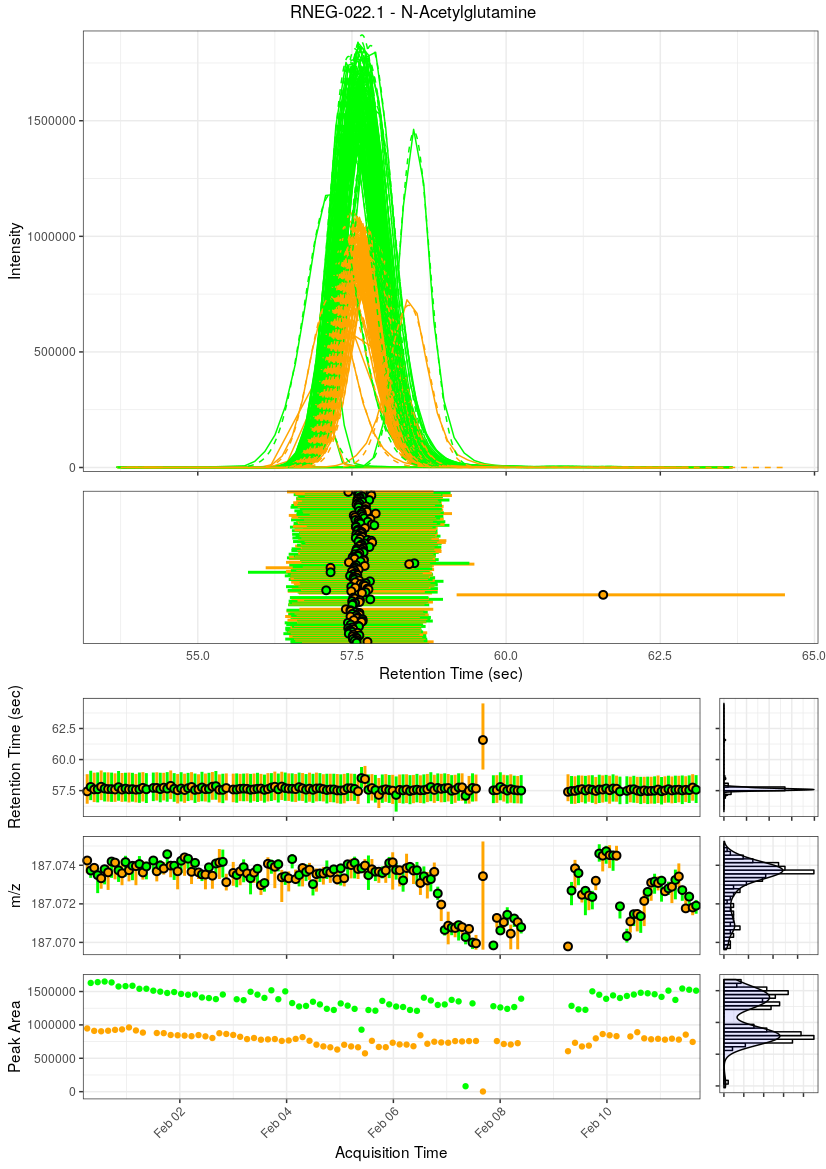 RNEG-022.1 - N-Acetylglutamine
Intensity
1500000
1000000
500000
0
55.0
57.5
60.0
62.5
65.0
Retention Time (sec)
Retention Time (sec)
62.5
60.0
57.5
m/z
187.074
187.072
187.070
Peak Area
1500000
1000000
500000
0
Feb 02
Feb 04
Feb 06
Feb 08
Feb 10
Acquisition Time